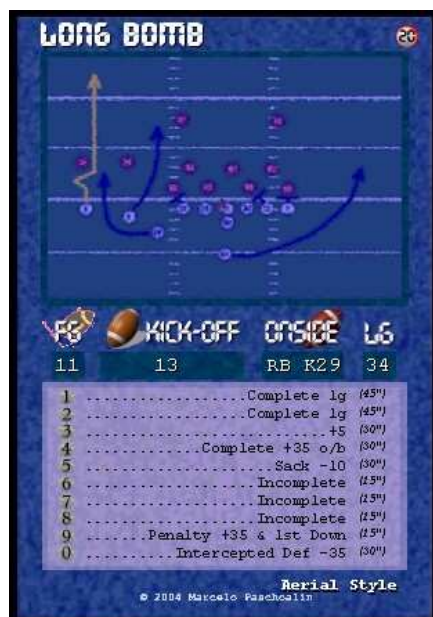 LONG BOMB 20
FG KICK-OFF ONSIDE LG
11 13 RB K29 34
1 ...................Complete lg (45")
2 ...................Complete lg (45")
3 ............................+5 (30")
4 .............Complete +35 o/b (30")
5 ......................Sack -10 (30")
6 ....................Incomplete (15")
7 ....................Incomplete (15")
8 ....................Incomplete (15")
9 ........Penalty +35 & 1st Down (15")
0 ..........Intercepted Def -35 (30")
Aerial Style
© 2004 Marcelo Paschoalin